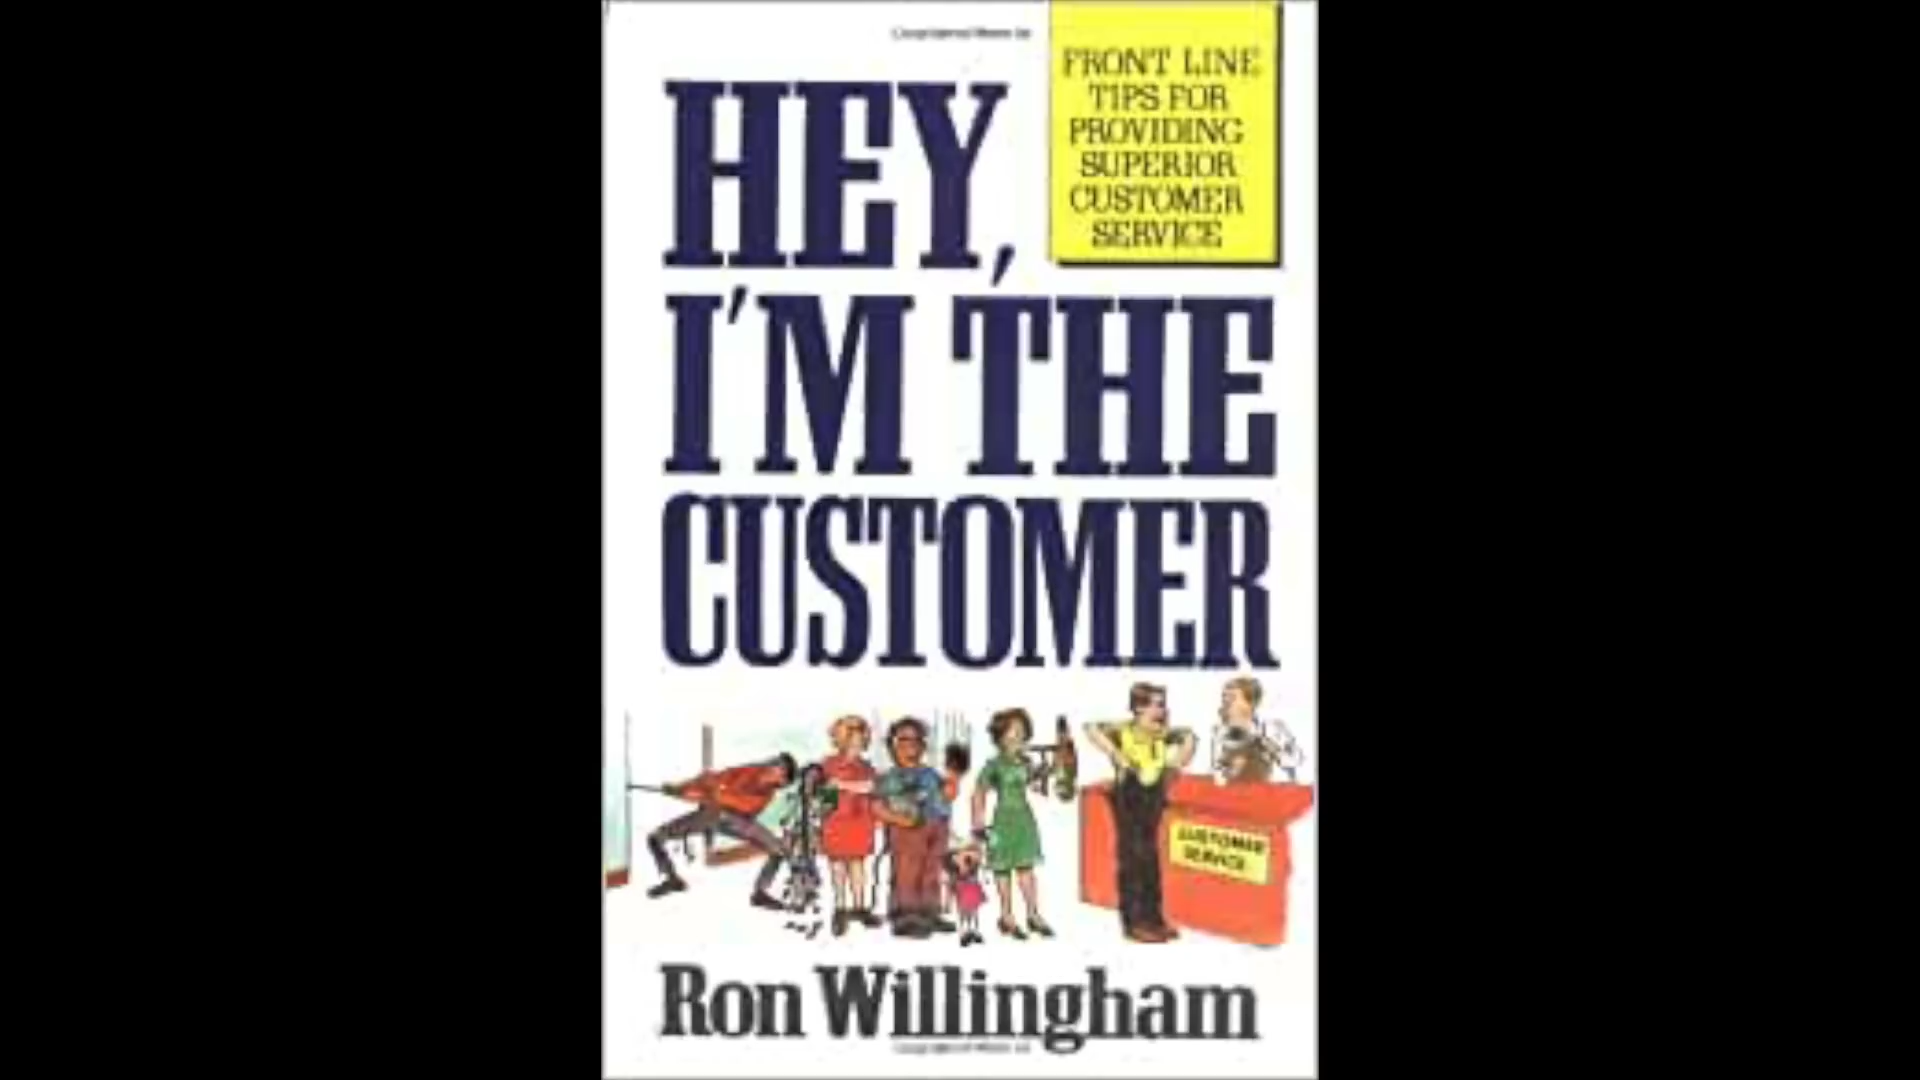 HEY,
I'M THE
CUSTOMER
FRONT LINE
TIPS FOR
PROVIDING
SUPERIOR
CUSTOMER
SERVICE
CUSTOMER
SERVICE
Ron Willingham